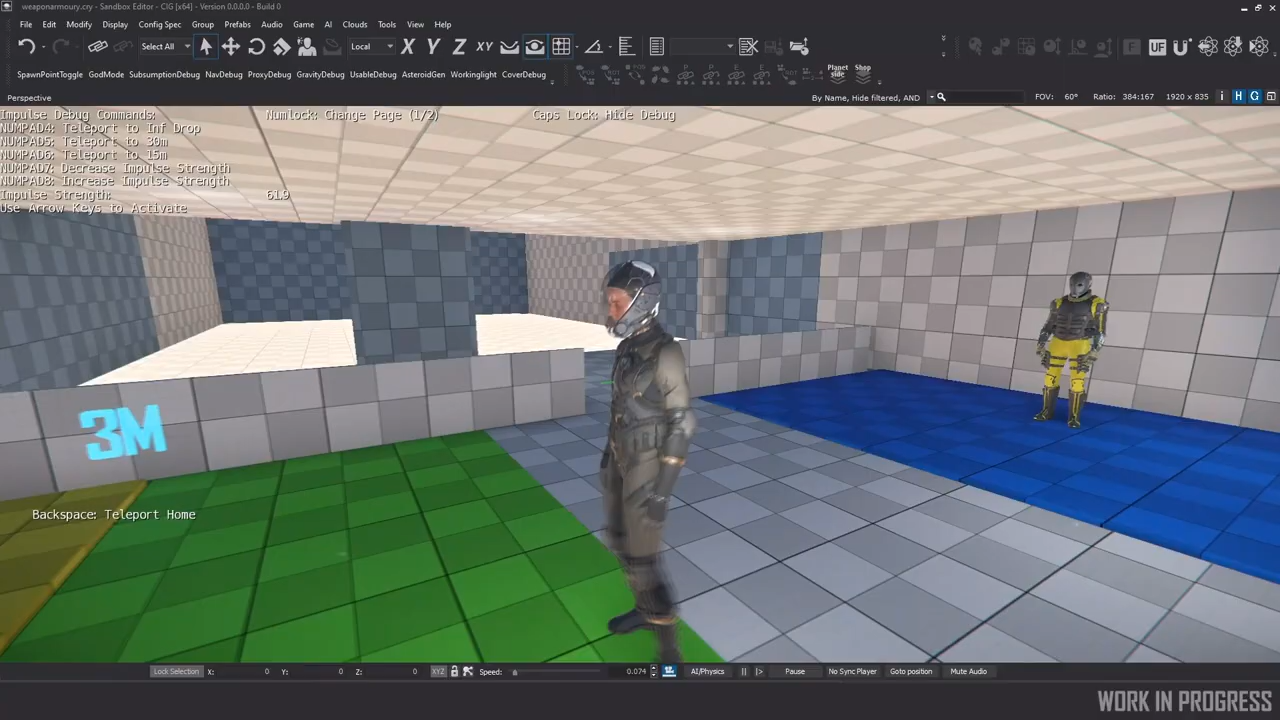 weaponarmoury.cry - Sandbox Editor - CIG [x64] - Version 0.0.0.0 - Build 0
File Edit Modify Display Config Spec Group Prefabs Audio Game AI Clouds Tools View Help
Select All Local X Y Z XY F UF
SpawnPointToggle GodMode SubsumptionDebug NavDebug ProxyDebug GravityDebug UsableDebug AsteroidGen Workinglight CoverDebug Planet side Shop
Perspective By Name, Hide filtered, AND FOV: 60° Ratio: 384:167 1920 x 835 i H G
Impulse Debug Commands: Numlock: Change Page (1/2) Caps Lock: Hide Debug
NUMPAD4: Teleport to Inf Drop
NUMPAD5: Teleport to 30m
NUMPAD6: Teleport to 15m
NUMPAD7: Decrease Impulse Strength
NUMPAD8: Increase Impulse Strength
Impulse Strength: 61.9
Use Arrow Keys to Activate
3M
Backspace: Teleport Home
Lock Selection X: 0 Y: 0 Z: 0 XYZ Speed: 0.074 AI/Physics Pause No Sync Player Goto position Mute Audio
WORK IN PROGRESS